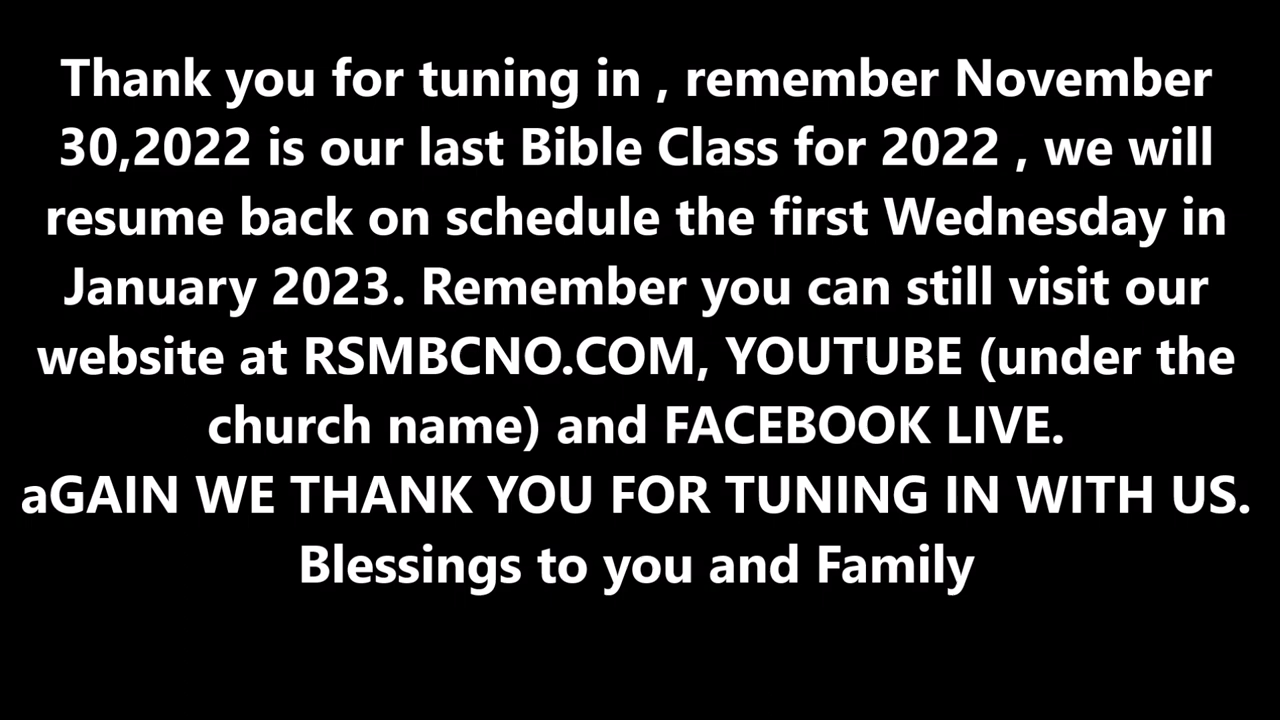 Thank you for tuning in , remember November
30,2022 is our last Bible Class for 2022 , we will
resume back on schedule the first Wednesday in
January 2023. Remember you can still visit our
website at RSMBCNO.COM, YOUTUBE (under the
church name) and FACEBOOK LIVE.
aGAIN WE THANK YOU FOR TUNING IN WITH US.
Blessings to you and Family